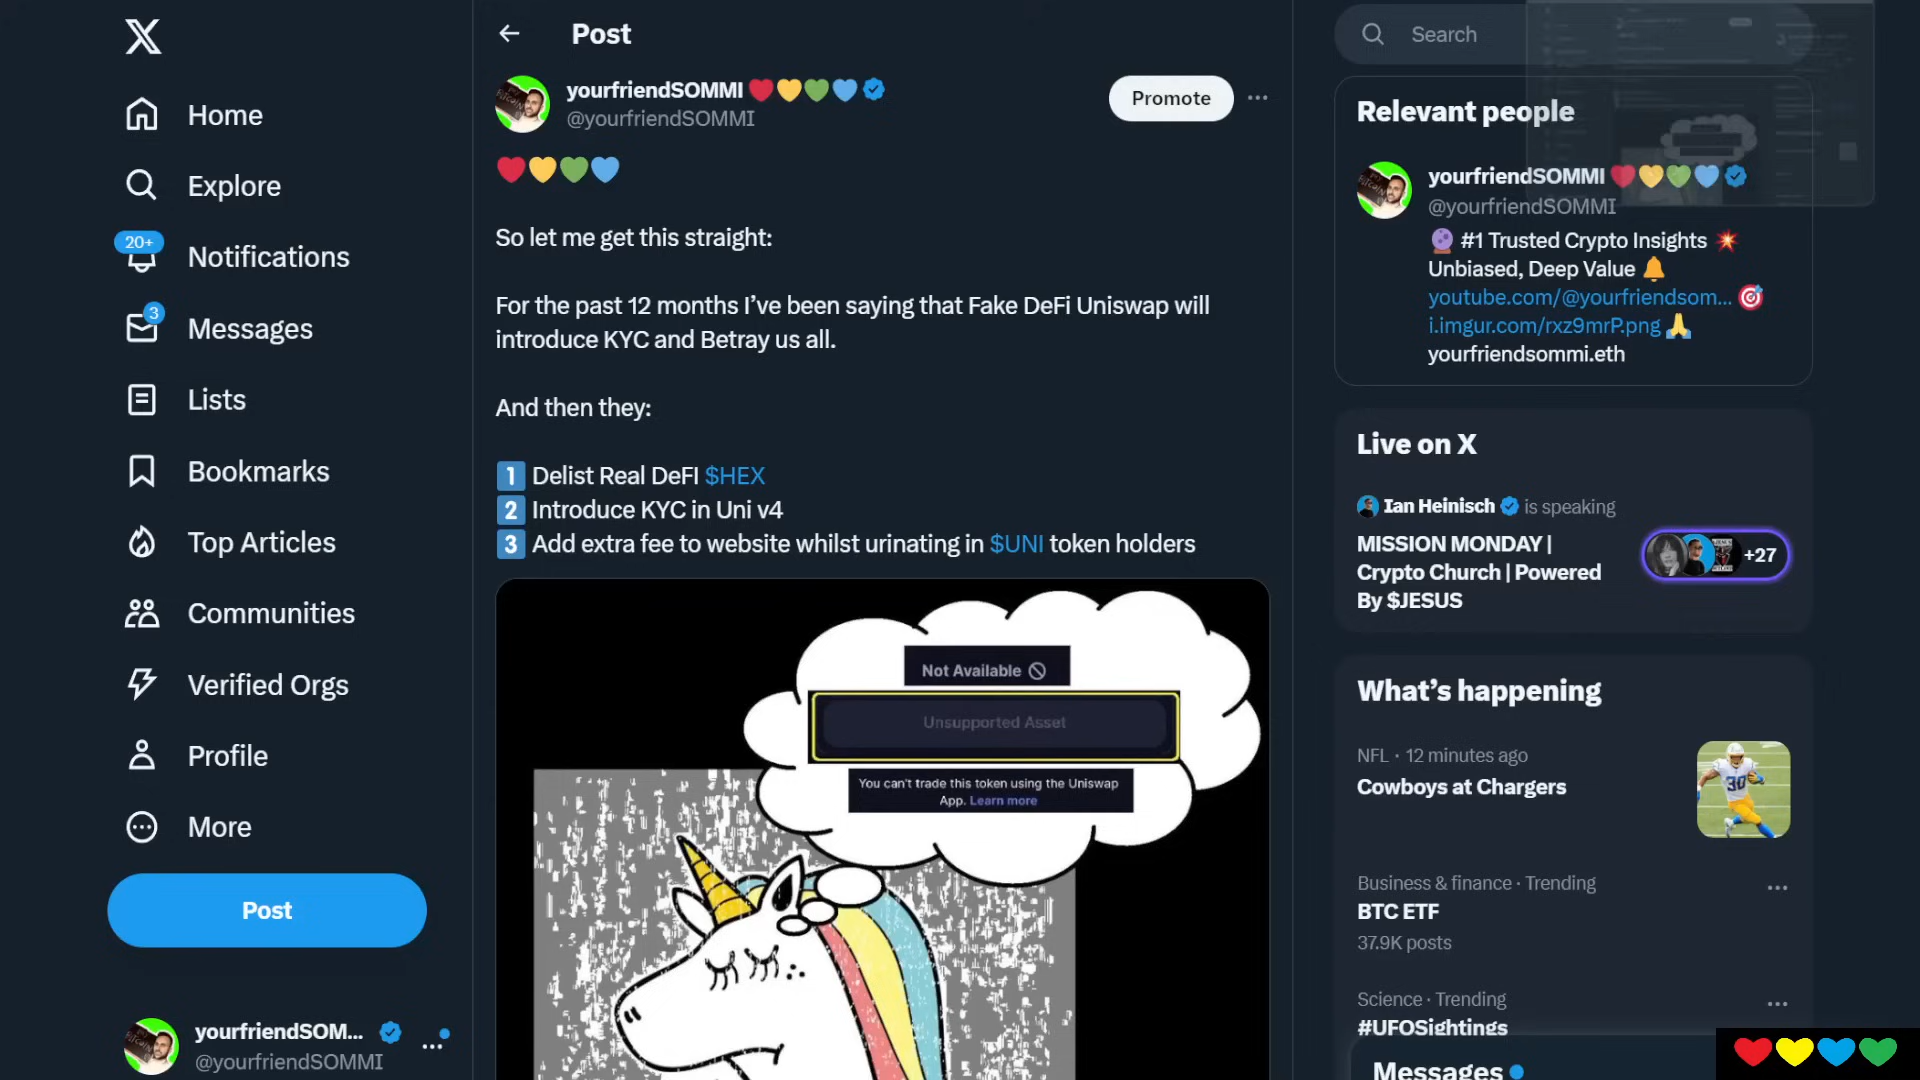 Home
Explore
20+
Notifications
3
Messages
Lists
Bookmarks
Top Articles
Communities
Verified Orgs
Profile
More
Post
yourfriendSOM...
@yourfriendSOMMI
Post
yourfriendSOMMI
@yourfriendSOMMI
Promote
So let me get this straight:
For the past 12 months I’ve been saying that Fake DeFi Uniswap will
introduce KYC and Betray us all.
And then they:
1 Delist Real DeFI $HEX
2 Introduce KYC in Uni v4
3 Add extra fee to website whilst urinating in $UNI token holders
Not Available
Unsupported Asset
You can't trade this token using the Uniswap
App. Learn more
Search
Relevant people
yourfriendSOMMI
@yourfriendSOMMI
#1 Trusted Crypto Insights
Unbiased, Deep Value
youtube.com/@yourfriendsom...
i.imgur.com/rxz9mrP.png
yourfriendsommi.eth
Live on X
Ian Heinisch is speaking
MISSION MONDAY |
Crypto Church | Powered
By $JESUS
+27
What’s happening
NFL · 12 minutes ago
Cowboys at Chargers
30
Business & finance · Trending
BTC ETF
37.9K posts
Science · Trending
#UFOSightings
Messages